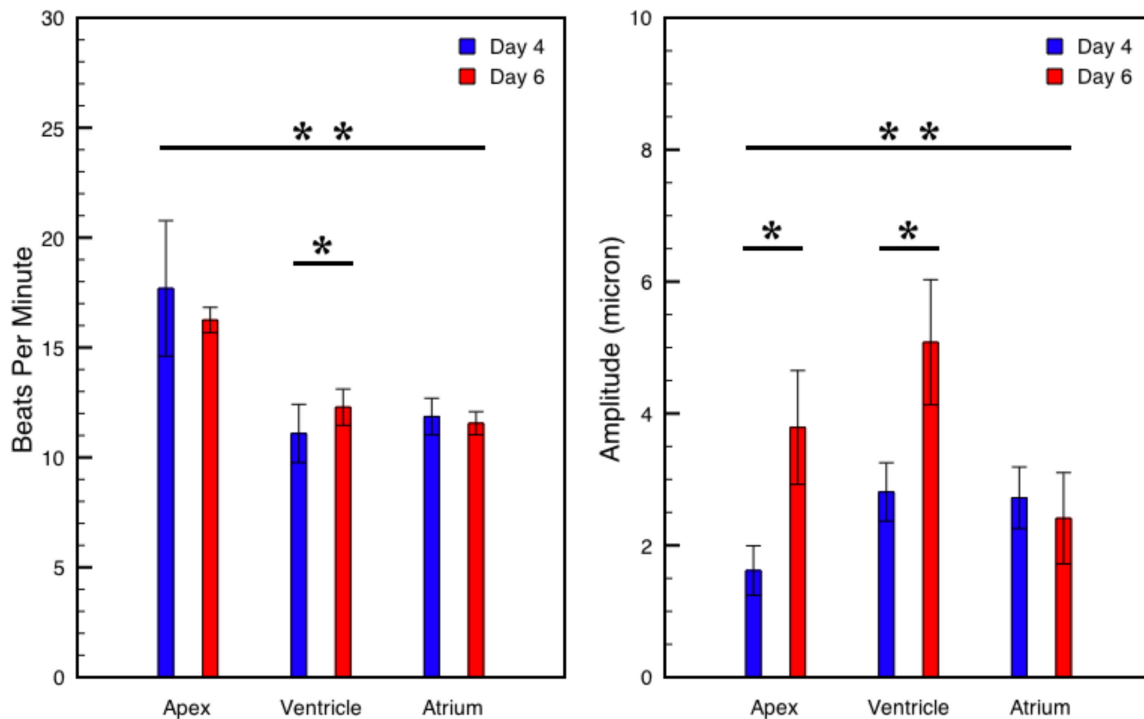 Beats Per Minute
30
25
20
15
10
5
0
Day 4
Day 6
* *
*
Apex Ventricle Atrium
Amplitude (micron)
10
8
6
4
2
0
Day 4
Day 6
* *
* *
Apex Ventricle Atrium